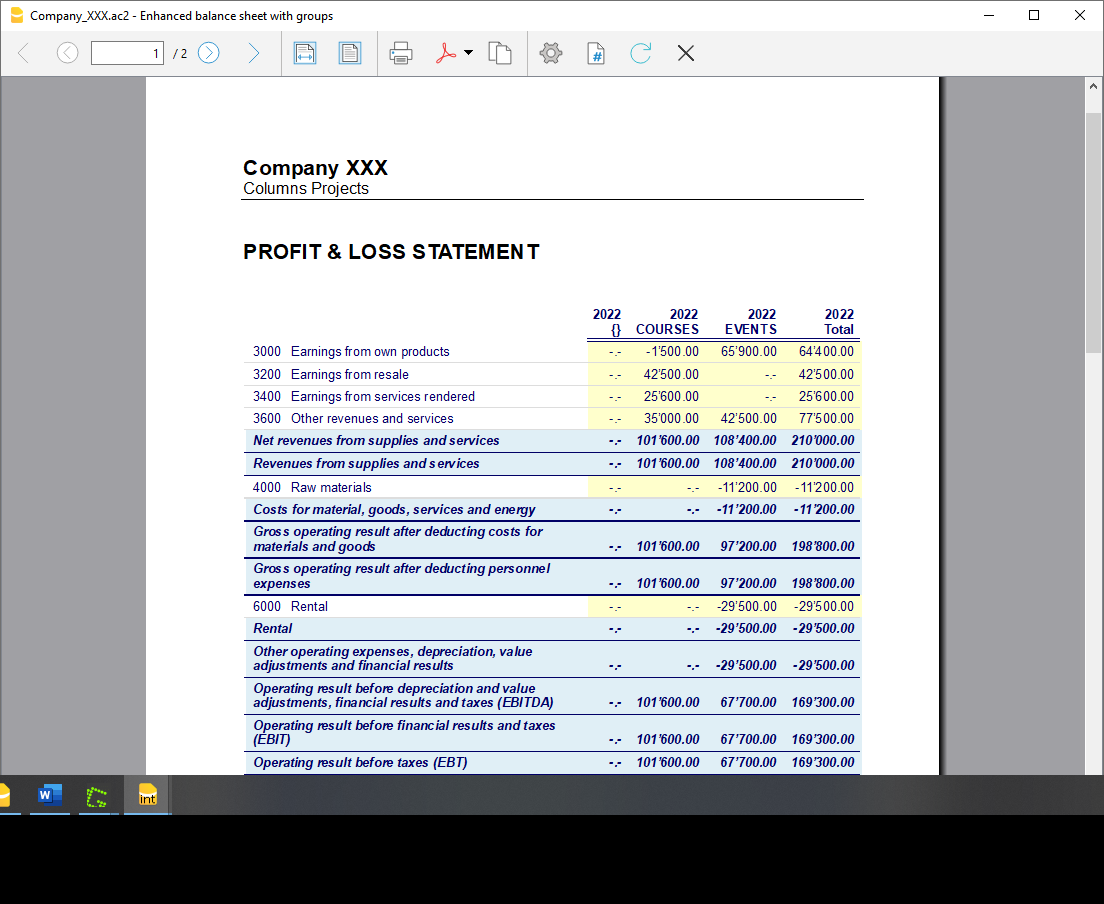 Company_XXX.ac2 - Enhanced balance sheet with groups
1 / 2
#
Company XXX
Columns Projects
PROFIT & LOSS STATEMENT
2022 2022 2022 2022
{} COURSES EVENTS Total
3000 Earnings from own products -.- -1'500.00 65'900.00 64'400.00
3200 Earnings from resale -.- 42'500.00 -.- 42'500.00
3400 Earnings from services rendered -.- 25'600.00 -.- 25'600.00
3600 Other revenues and services -.- 35'000.00 42'500.00 77'500.00
Net revenues from supplies and services -.- 101'600.00 108'400.00 210'000.00
Revenues from supplies and services -.- 101'600.00 108'400.00 210'000.00
4000 Raw materials -.- -.- -11'200.00 -11'200.00
Costs for material, goods, services and energy -.- -.- -11'200.00 -11'200.00
Gross operating result after deducting costs for
materials and goods -.- 101'600.00 97'200.00 198'800.00
Gross operating result after deducting personnel
expenses -.- 101'600.00 97'200.00 198'800.00
6000 Rental -.- -.- -29'500.00 -29'500.00
Rental -.- -.- -29'500.00 -29'500.00
Other operating expenses, depreciation, value
adjustments and financial results -.- -.- -29'500.00 -29'500.00
Operating result before depreciation and value
adjustments, financial results and taxes (EBITDA) -.- 101'600.00 67'700.00 169'300.00
Operating result before financial results and taxes
(EBIT) -.- 101'600.00 67'700.00 169'300.00
Operating result before taxes (EBT) -.- 101'600.00 67'700.00 169'300.00
W int